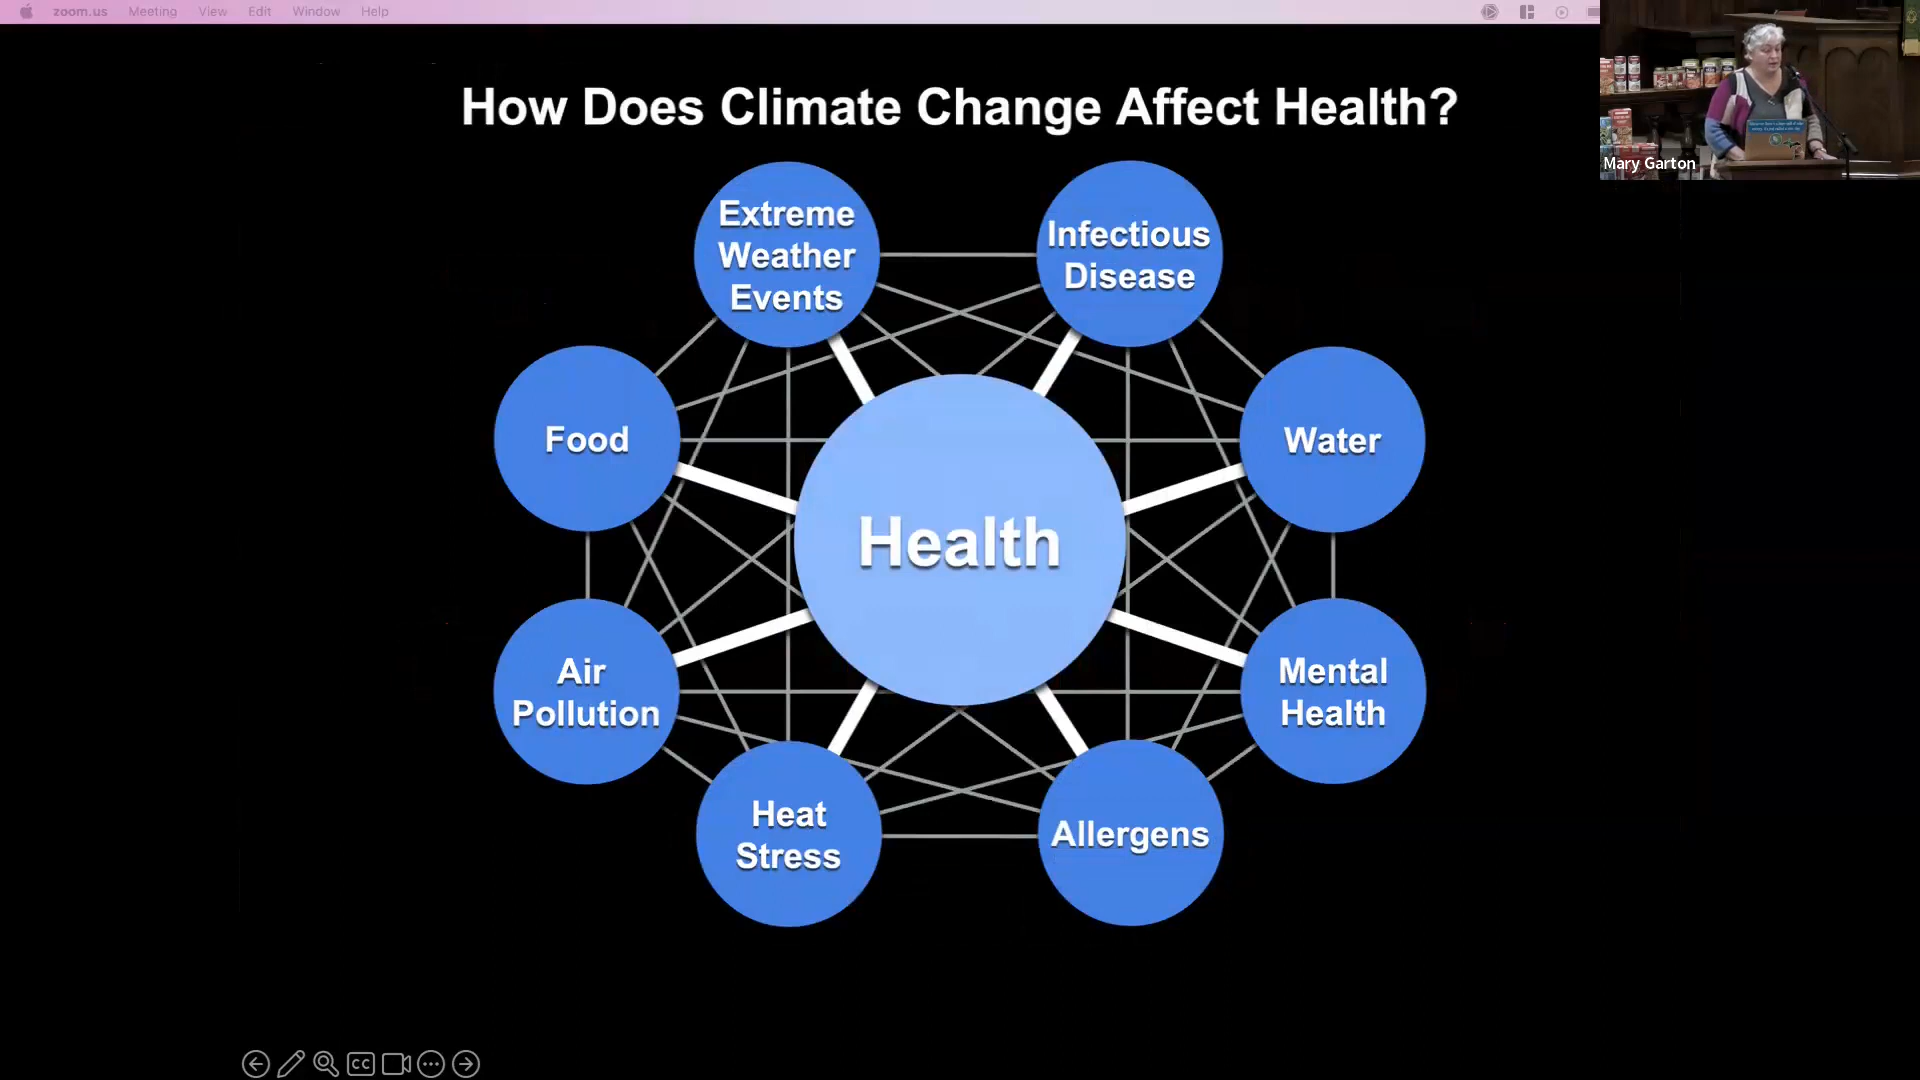 zoom.us Meeting View Edit Window Help
How Does Climate Change Affect Health?
Extreme
Weather
Events
Infectious
Disease
Food
Water
Health
Air
Pollution
Mental
Health
Heat
Stress
Allergens
Mary Garton
CC